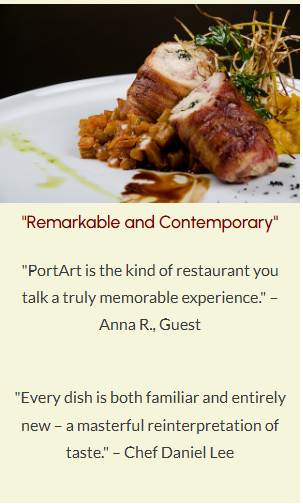 "Remarkable and Contemporary"
"PortArt is the kind of restaurant you
talk a truly memorable experience." –
Anna R., Guest
"Every dish is both familiar and entirely
new – a masterful reinterpretation of
taste." – Chef Daniel Lee